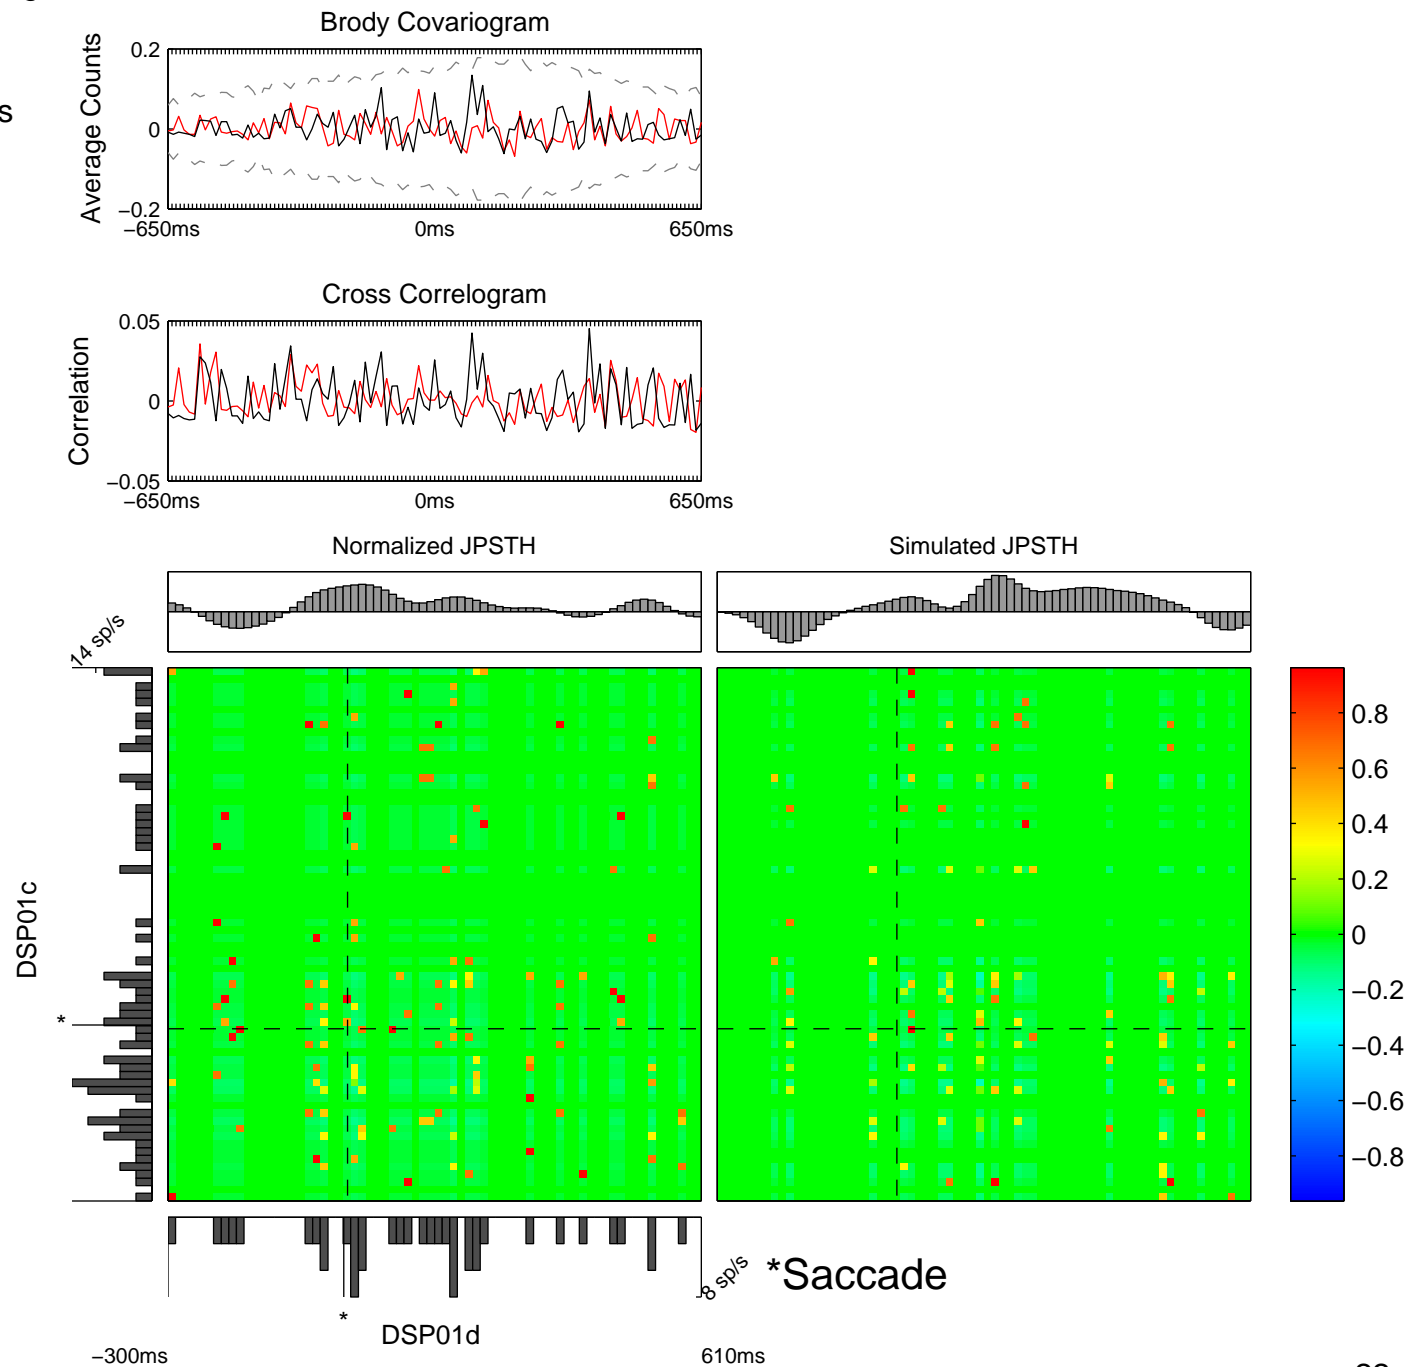 Brody Covariogram
Average Counts
0.2
0
−0.2
−650ms
0ms
650ms
s
Cross Correlogram
Correlation
0.05
0
−0.05
−650ms
0ms
650ms
Normalized JPSTH
Simulated JPSTH
14 sp/s
DSP01c
*
0.8
0.6
0.4
0.2
0
−0.2
−0.4
−0.6
−0.8
8 sp/s
*Saccade
*
DSP01d
−300ms
610ms